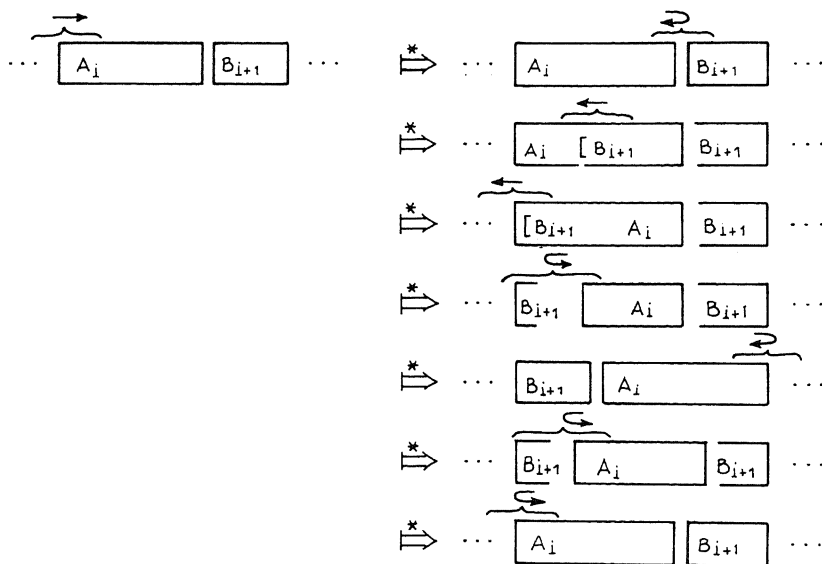 ··· A_i B_{i+1} ··· *⇒ ··· A_i B_{i+1} ···
*⇒ ··· A_i [ B_{i+1} B_{i+1} ···
*⇒ ··· [ B_{i+1} A_i B_{i+1} ···
*⇒ ··· B_{i+1} A_i B_{i+1} ···
*⇒ ··· B_{i+1} A_i ···
*⇒ ··· B_{i+1} A_i B_{i+1} ···
*⇒ ··· A_i B_{i+1} ···